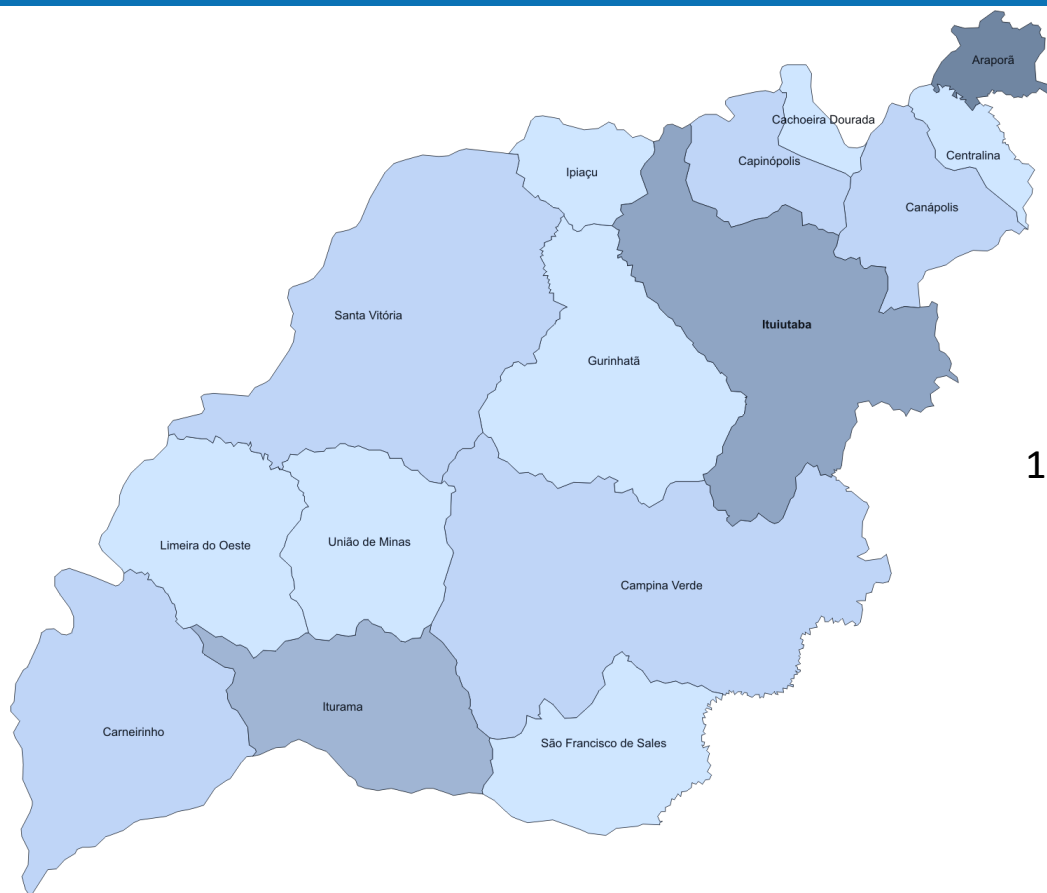 Araporã
Cachoeira Dourada
Centralina
Capinópolis
Ipiaçu
Canápolis
Santa Vitória
Ituiutaba
Gurinhatã
1
Limeira do Oeste
União de Minas
Campina Verde
Iturama
Carneirinho
São Francisco de Sales